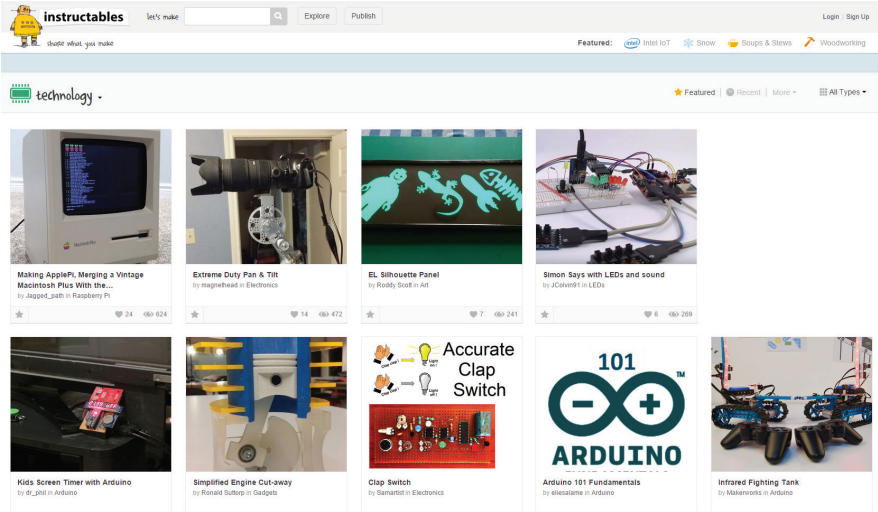 instructables
let's make
Explore
Publish
Login | Sign Up
share what you make
Featured:
intel Intel IoT
Snow
Soups & Stews
Woodworking
technology
Featured | Recent | More
All Types
Making ApplePi, Merging a Vintage
Macintosh Plus With the...
by Jagged_path in Raspberry Pi
24 624
Extreme Duty Pan & Tilt
by magnethead in Electronics
14 472
EL Silhouette Panel
by Roddy Scott in Art
7 241
Simon Says with LEDs and sound
by JColvin91 in LEDs
6 269
Kids Screen Timer with Arduino
by dr_phil in Arduino
Simplified Engine Cut-away
by Ronald Suttorp in Gadgets
Accurate
Clap
Switch
Clap Switch
by Samartist in Electronics
101
TM
ARDUINO
Arduino 101 Fundamentals
by eliesalame in Arduino
Infrared Fighting Tank
by Makerworks in Arduino